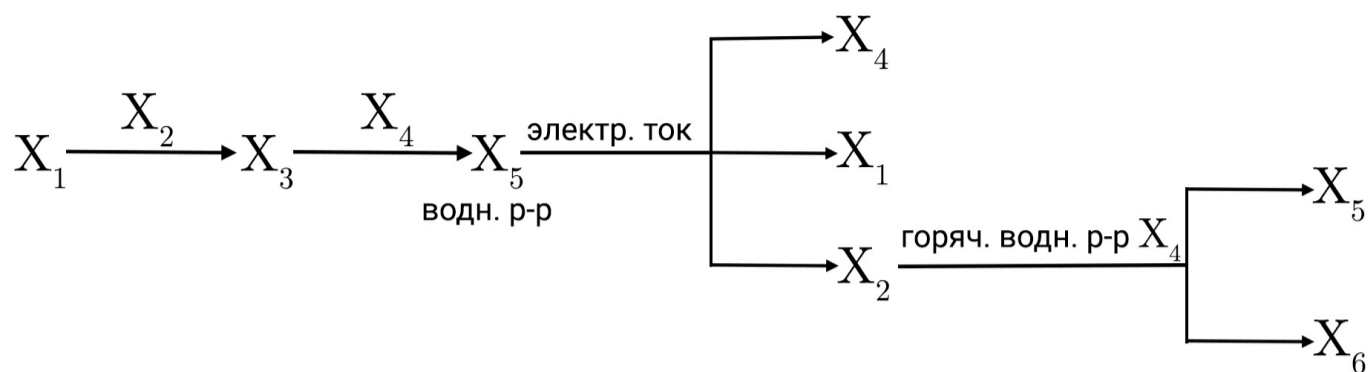 X₄
X₁ X₂ X₃ X₄ X₅ электр. ток X₁
водн. р-р
X₂ горяч. водн. р-р X₄ X₅
X₆